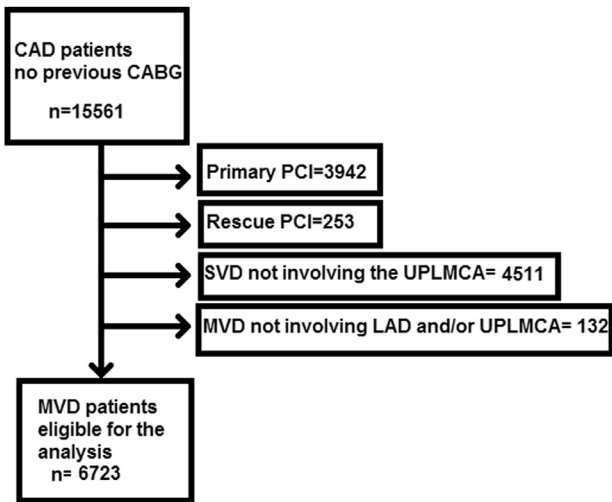 CAD patients
no previous CABG
n=15561
Primary PCI=3942
Rescue PCI=253
SVD not involving the UPLMCA= 4511
MVD not involving LAD and/or UPLMCA= 132
MVD patients
eligible for the
analysis
n= 6723